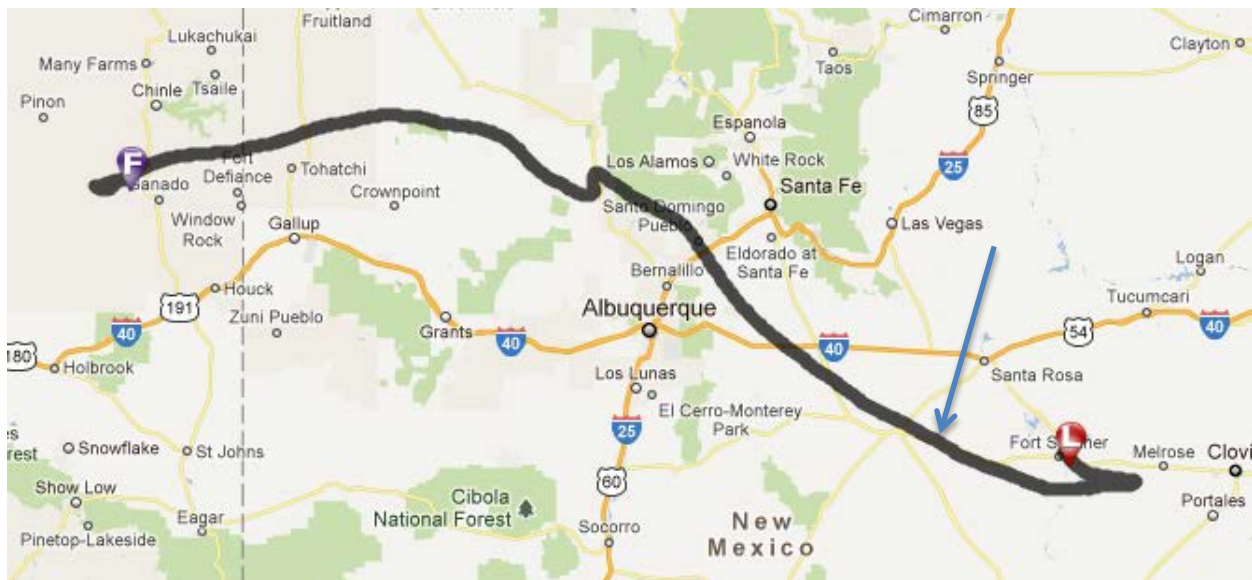 Fruitland
Cimarron
Lukachukai
Clayton
Many Farms
Taos
Springer
Chinle
Tsaile
Pinon
85
Espanola
F
Los Alamos
White Rock
Tohatchi
25
Defiance
Ganado
Crownpoint
Santa Fe
Window
Rock
Santo Domingo
Pueblo
Gallup
Las Vegas
Eldorado at
Santa Fe
Logan
Bernalillo
Houck
191
Tucumcari
Albuquerque
Zuni Pueblo
Grants
40
40
40
54
40
180
Holbrook
Santa Rosa
Los Lunas
El Cerro-Monterey
Park
25
L
Snowflake
St Johns
Fort
Melrose
Clovi
60
Show Low
Cibola
National Forest
Portales
Eagar
Socorro
New
Mexico
Pinetop-Lakeside